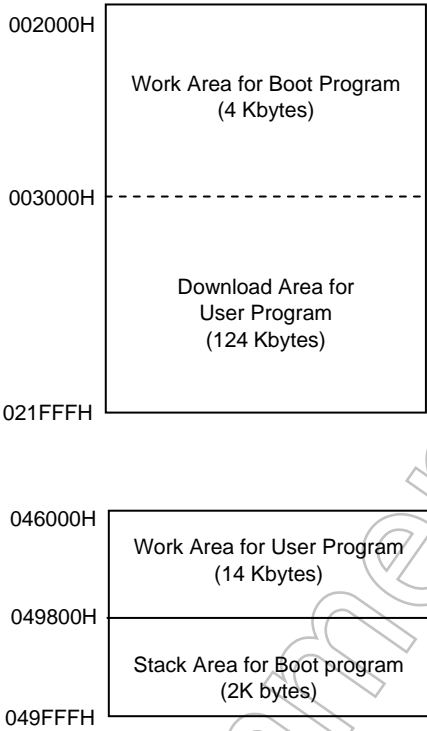 002000H
Work Area for Boot Program
(4 Kbytes)
003000H
Download Area for
User Program
(124 Kbytes)
021FFFH
046000H
Work Area for User Program
(14 Kbytes)
049800H
Stack Area for Boot program
(2K bytes)
049FFFH